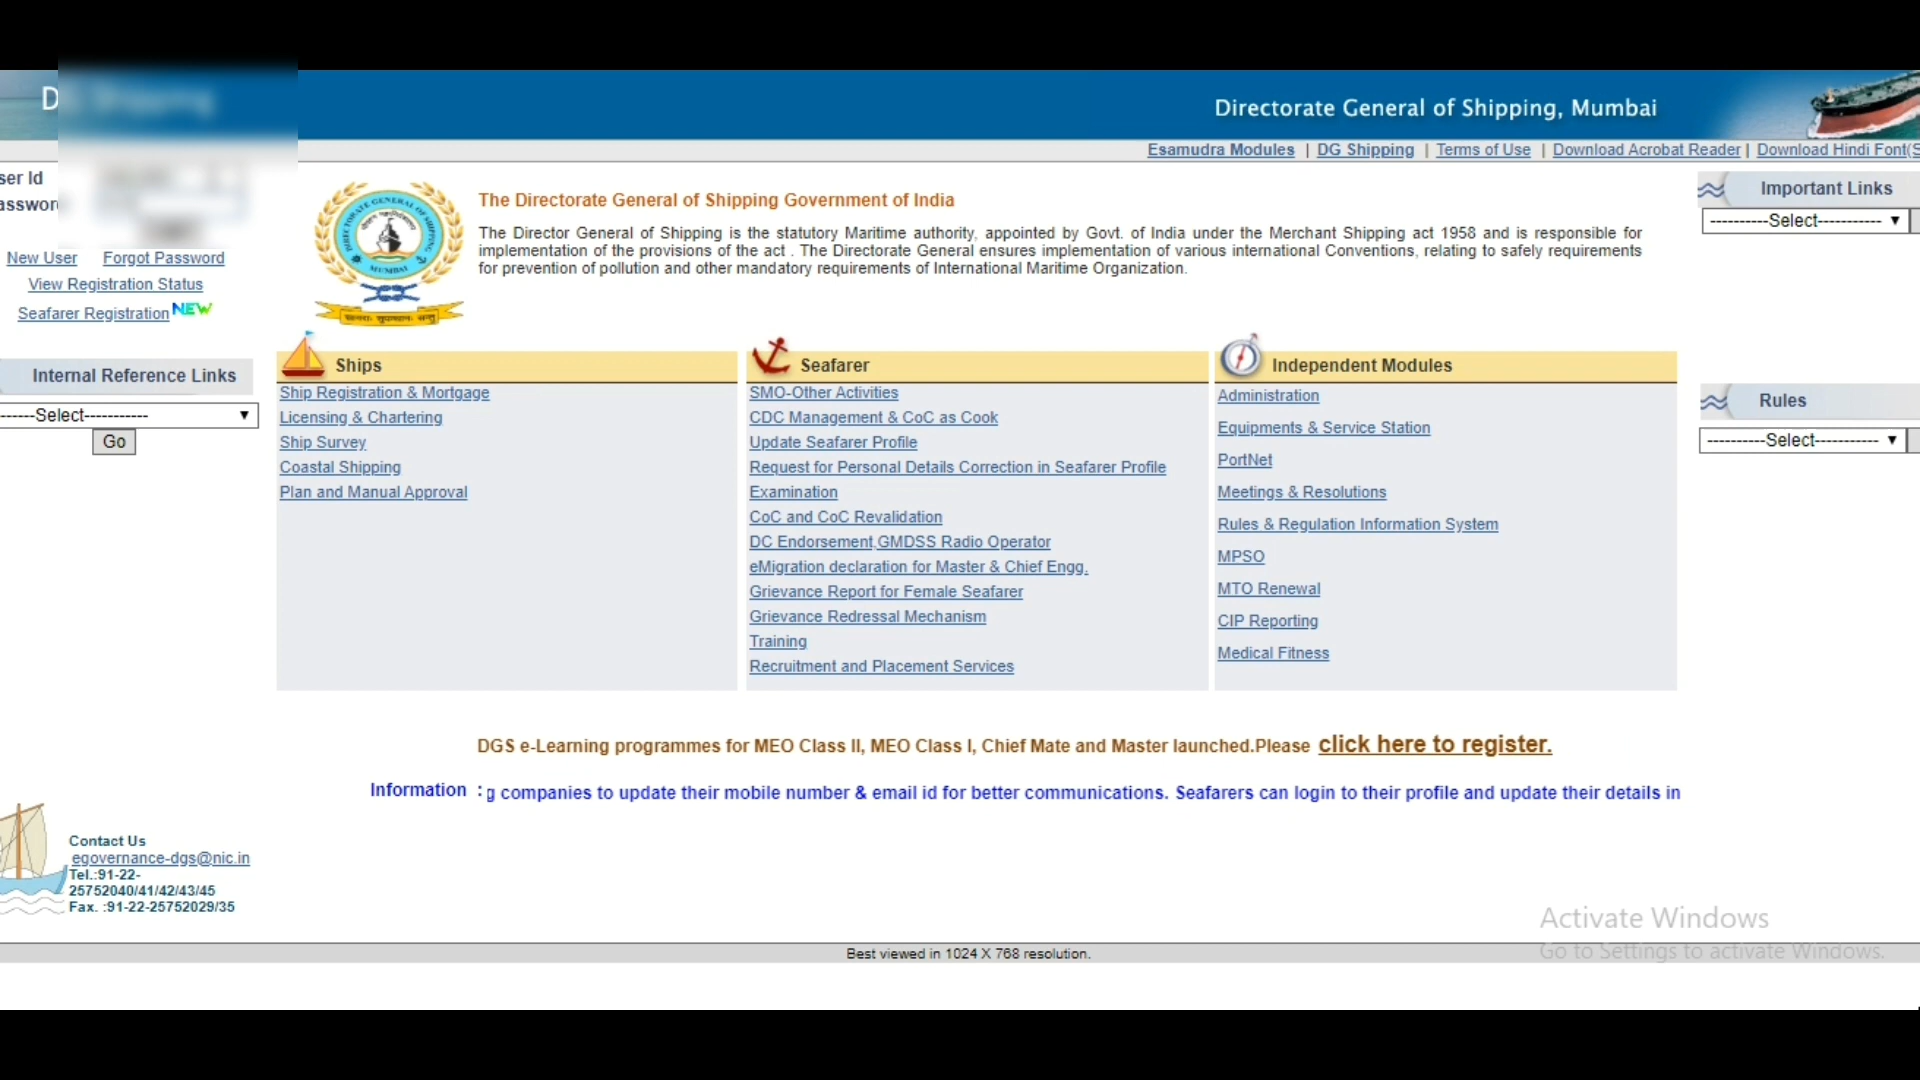 Directorate General of Shipping, Mumbai
Esamudra Modules | DG Shipping | Terms of Use | Download Acrobat Reader | Download Hindi Font(S
ser Id
asswor
New User Forgot Password
View Registration Status
Seafarer Registration NEW
Internal Reference Links
------Select-----------
Go
DIRECTORATE GENERAL OF SHIPPING
MUMBAI
The Directorate General of Shipping Government of India
The Director General of Shipping is the statutory Maritime authority, appointed by Govt. of India under the Merchant Shipping act 1958 and is responsible for
implementation of the provisions of the act . The Directorate General ensures implementation of various international Conventions, relating to safely requirements
for prevention of pollution and other mandatory requirements of International Maritime Organization.
Important Links
----------Select-----------
Rules
----------Select-----------
Ships
Ship Registration & Mortgage
Licensing & Chartering
Ship Survey
Coastal Shipping
Plan and Manual Approval
Seafarer
SMO-Other Activities
CDC Management & CoC as Cook
Update Seafarer Profile
Request for Personal Details Correction in Seafarer Profile
Examination
CoC and CoC Revalidation
DC Endorsement,GMDSS Radio Operator
eMigration declaration for Master & Chief Engg.
Grievance Report for Female Seafarer
Grievance Redressal Mechanism
Training
Recruitment and Placement Services
Independent Modules
Administration
Equipments & Service Station
PortNet
Meetings & Resolutions
Rules & Regulation Information System
MPSO
MTO Renewal
CIP Reporting
Medical Fitness
DGS e-Learning programmes for MEO Class II, MEO Class I, Chief Mate and Master launched.Please click here to register.
Information : g companies to update their mobile number & email id for better communications. Seafarers can login to their profile and update their details in
Contact Us
egovernance-dgs@nic.in
Tel.:91-22-
25752040/41/42/43/45
Fax. :91-22-25752029/35
Activate Windows
Go to Settings to activate Windows.
Best viewed in 1024 X 768 resolution.